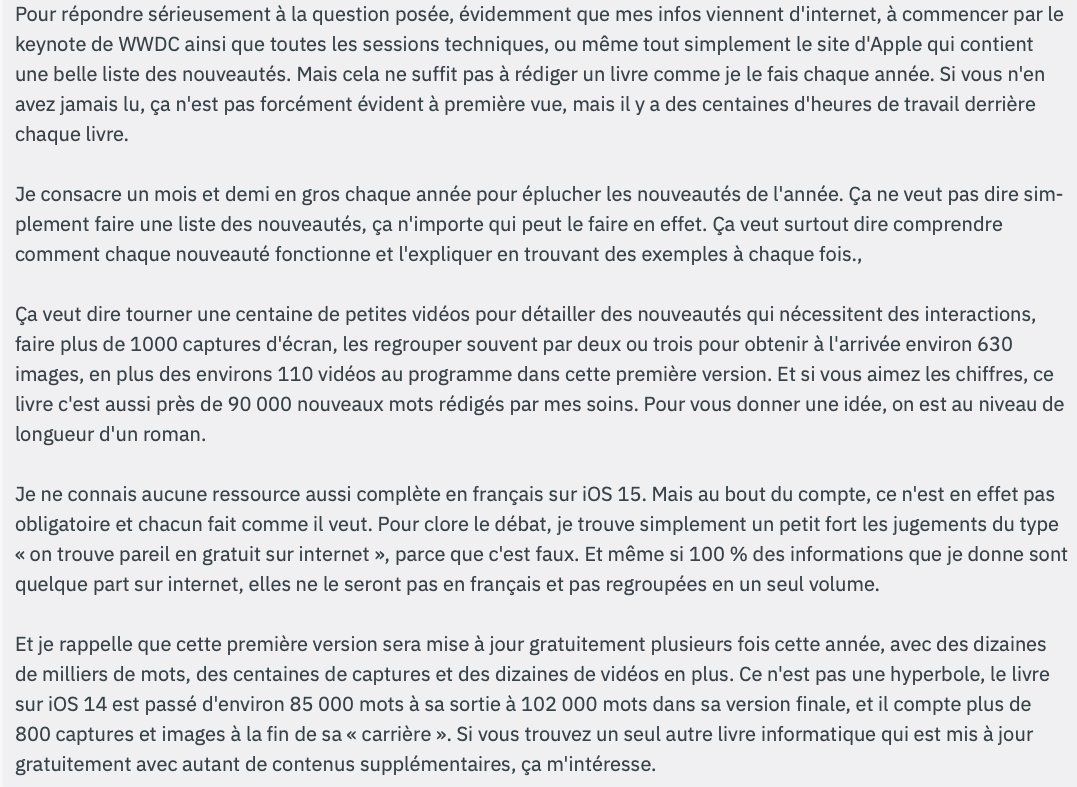 Pour répondre sérieusement à la question posée, évidemment que mes infos viennent d'internet, à commencer par le
keynote de WWDC ainsi que toutes les sessions techniques, ou même tout simplement le site d'Apple qui contient
une belle liste des nouveautés. Mais cela ne suffit pas à rédiger un livre comme je le fais chaque année. Si vous n'en
avez jamais lu, ça n'est pas forcément évident à première vue, mais il y a des centaines d'heures de travail derrière
chaque livre.
Je consacre un mois et demi en gros chaque année pour éplucher les nouveautés de l'année. Ça ne veut pas dire sim-
plement faire une liste des nouveautés, ça n'importe qui peut le faire en effet. Ça veut surtout dire comprendre
comment chaque nouveauté fonctionne et l'expliquer en trouvant des exemples à chaque fois.,
Ça veut dire tourner une centaine de petites vidéos pour détailler des nouveautés qui nécessitent des interactions,
faire plus de 1000 captures d'écran, les regrouper souvent par deux ou trois pour obtenir à l'arrivée environ 630
images, en plus des environs 110 vidéos au programme dans cette première version. Et si vous aimez les chiffres, ce
livre c'est aussi près de 90 000 nouveaux mots rédigés par mes soins. Pour vous donner une idée, on est au niveau de
longueur d'un roman.
Je ne connais aucune ressource aussi complète en français sur iOS 15. Mais au bout du compte, ce n'est en effet pas
obligatoire et chacun fait comme il veut. Pour clore le débat, je trouve simplement un petit fort les jugements du type
« on trouve pareil en gratuit sur internet », parce que c'est faux. Et même si 100 % des informations que je donne sont
quelque part sur internet, elles ne le seront pas en français et pas regroupées en un seul volume.
Et je rappelle que cette première version sera mise à jour gratuitement plusieurs fois cette année, avec des dizaines
de milliers de mots, des centaines de captures et des dizaines de vidéos en plus. Ce n'est pas une hyperbole, le livre
sur iOS 14 est passé d'environ 85 000 mots à sa sortie à 102 000 mots dans sa version finale, et il compte plus de
800 captures et images à la fin de sa « carrière ». Si vous trouvez un seul autre livre informatique qui est mis à jour
gratuitement avec autant de contenus supplémentaires, ça m'intéresse.